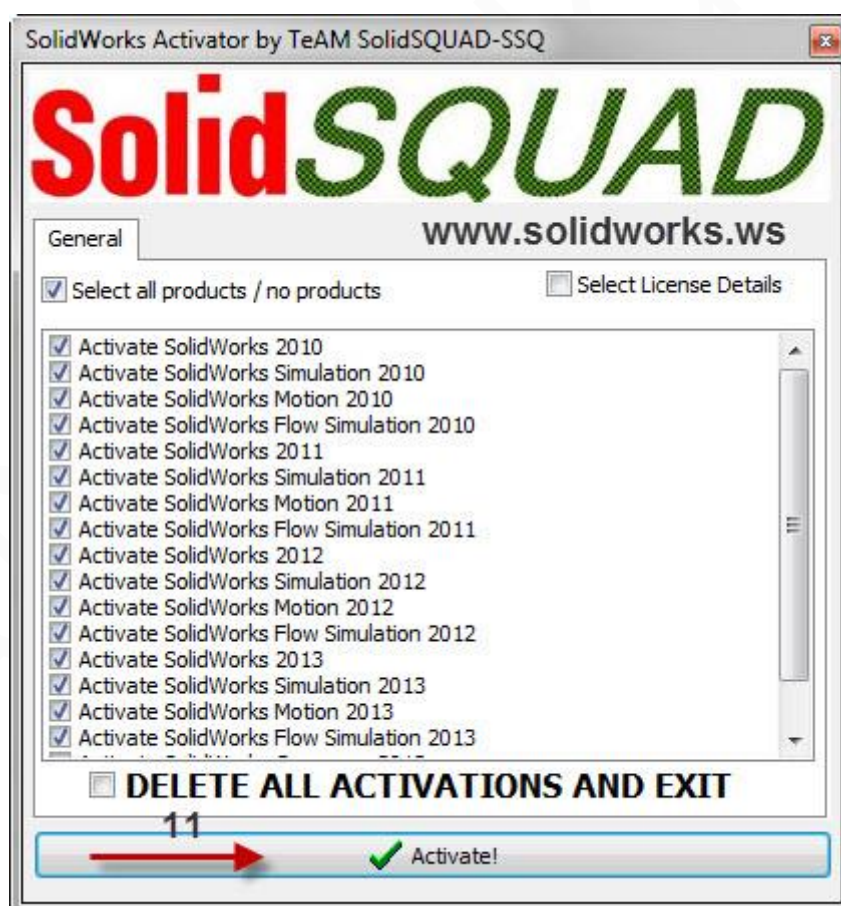 SolidWorks Activator by TeAM SolidSQUAD-SSQ
SolidSQUAD
www.solidworks.ws
General
Select all products / no products
Select License Details
Activate SolidWorks 2010
Activate SolidWorks Simulation 2010
Activate SolidWorks Motion 2010
Activate SolidWorks Flow Simulation 2010
Activate SolidWorks 2011
Activate SolidWorks Simulation 2011
Activate SolidWorks Motion 2011
Activate SolidWorks Flow Simulation 2011
Activate SolidWorks 2012
Activate SolidWorks Simulation 2012
Activate SolidWorks Motion 2012
Activate SolidWorks Flow Simulation 2012
Activate SolidWorks 2013
Activate SolidWorks Simulation 2013
Activate SolidWorks Motion 2013
Activate SolidWorks Flow Simulation 2013
DELETE ALL ACTIVATIONS AND EXIT
11
Activate!